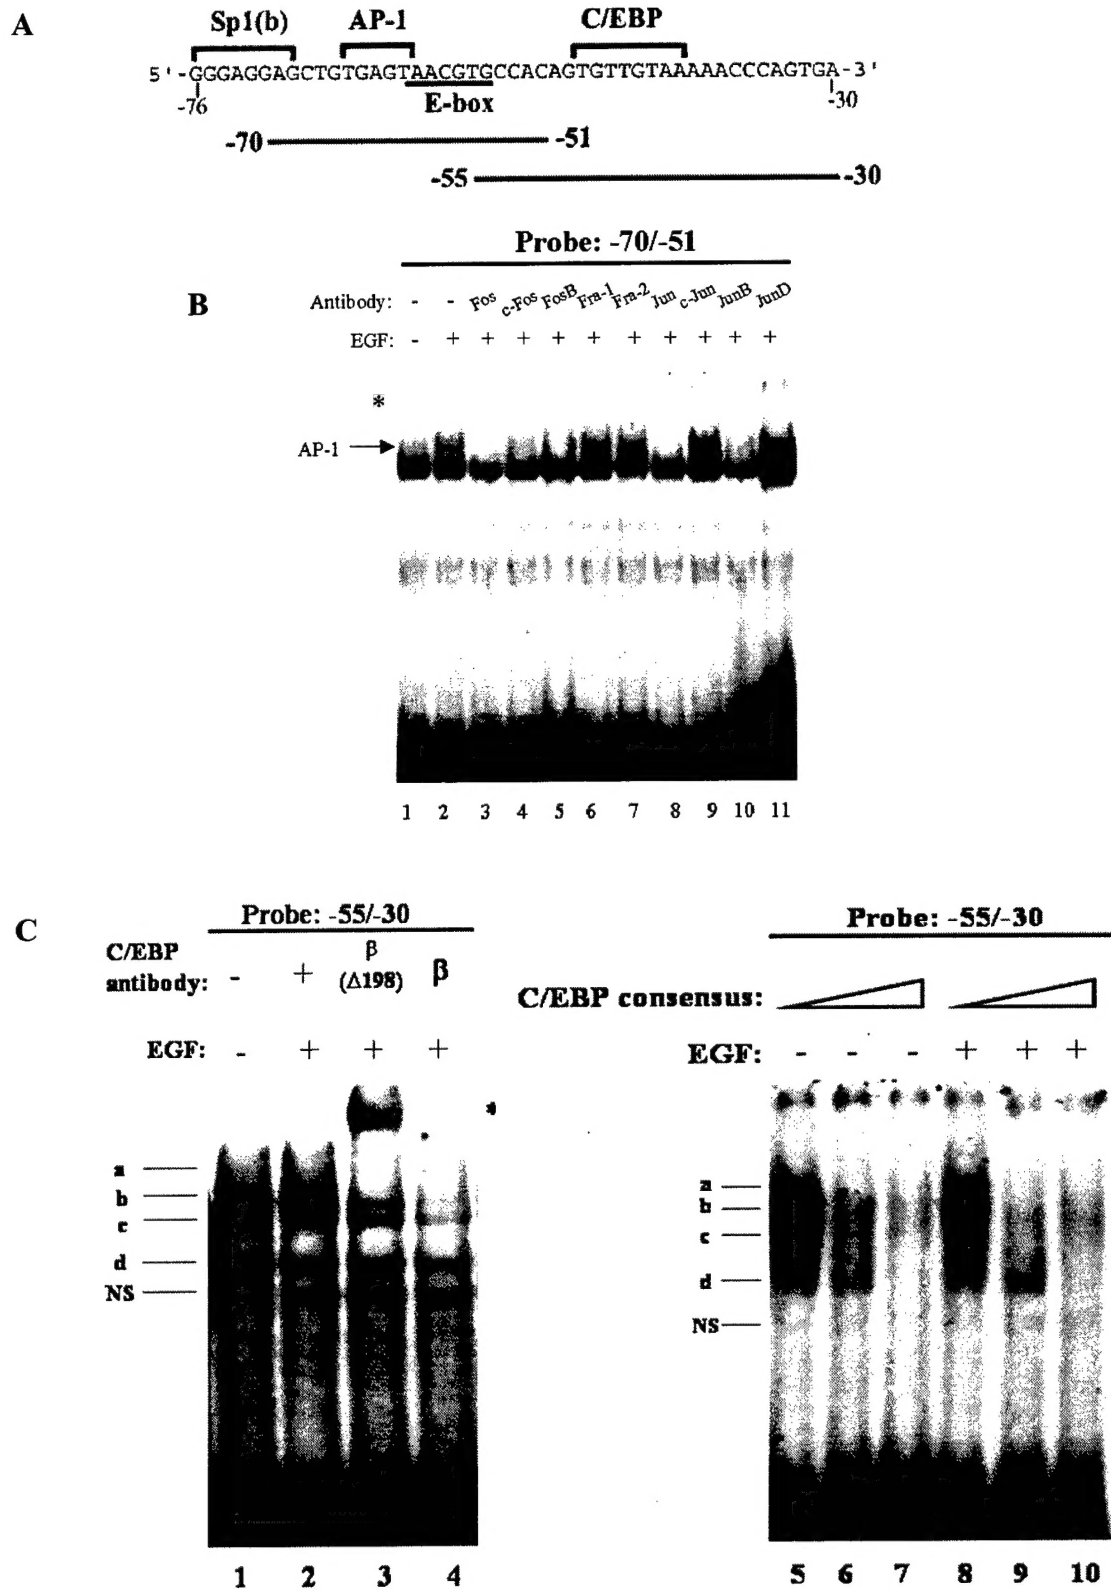 A
Sp1(b) AP-1 C/EBP
5'-GGGAGGAGCTGTGAGTAACGTGCCACAGTGTTGTAAAAACCCAGTGA-3'
-76 E-box -30
-70 -51
-55 -30
Probe: -70/-51
B
Antibody: - - Fos c-Fos FosB Fra-1 Fra-2 Jun c-Jun JunB JunD
EGF: - + + + + + + + + + +
*
AP-1
1 2 3 4 5 6 7 8 9 10 11
C
Probe: -55/-30
C/EBP antibody: - + β (Δ198) β
EGF: - + + +
*
a
b
c
d
NS
1 2 3 4
Probe: -55/-30
C/EBP consensus:
EGF: - - - + + +
a
b
c
d
NS
5 6 7 8 9 10